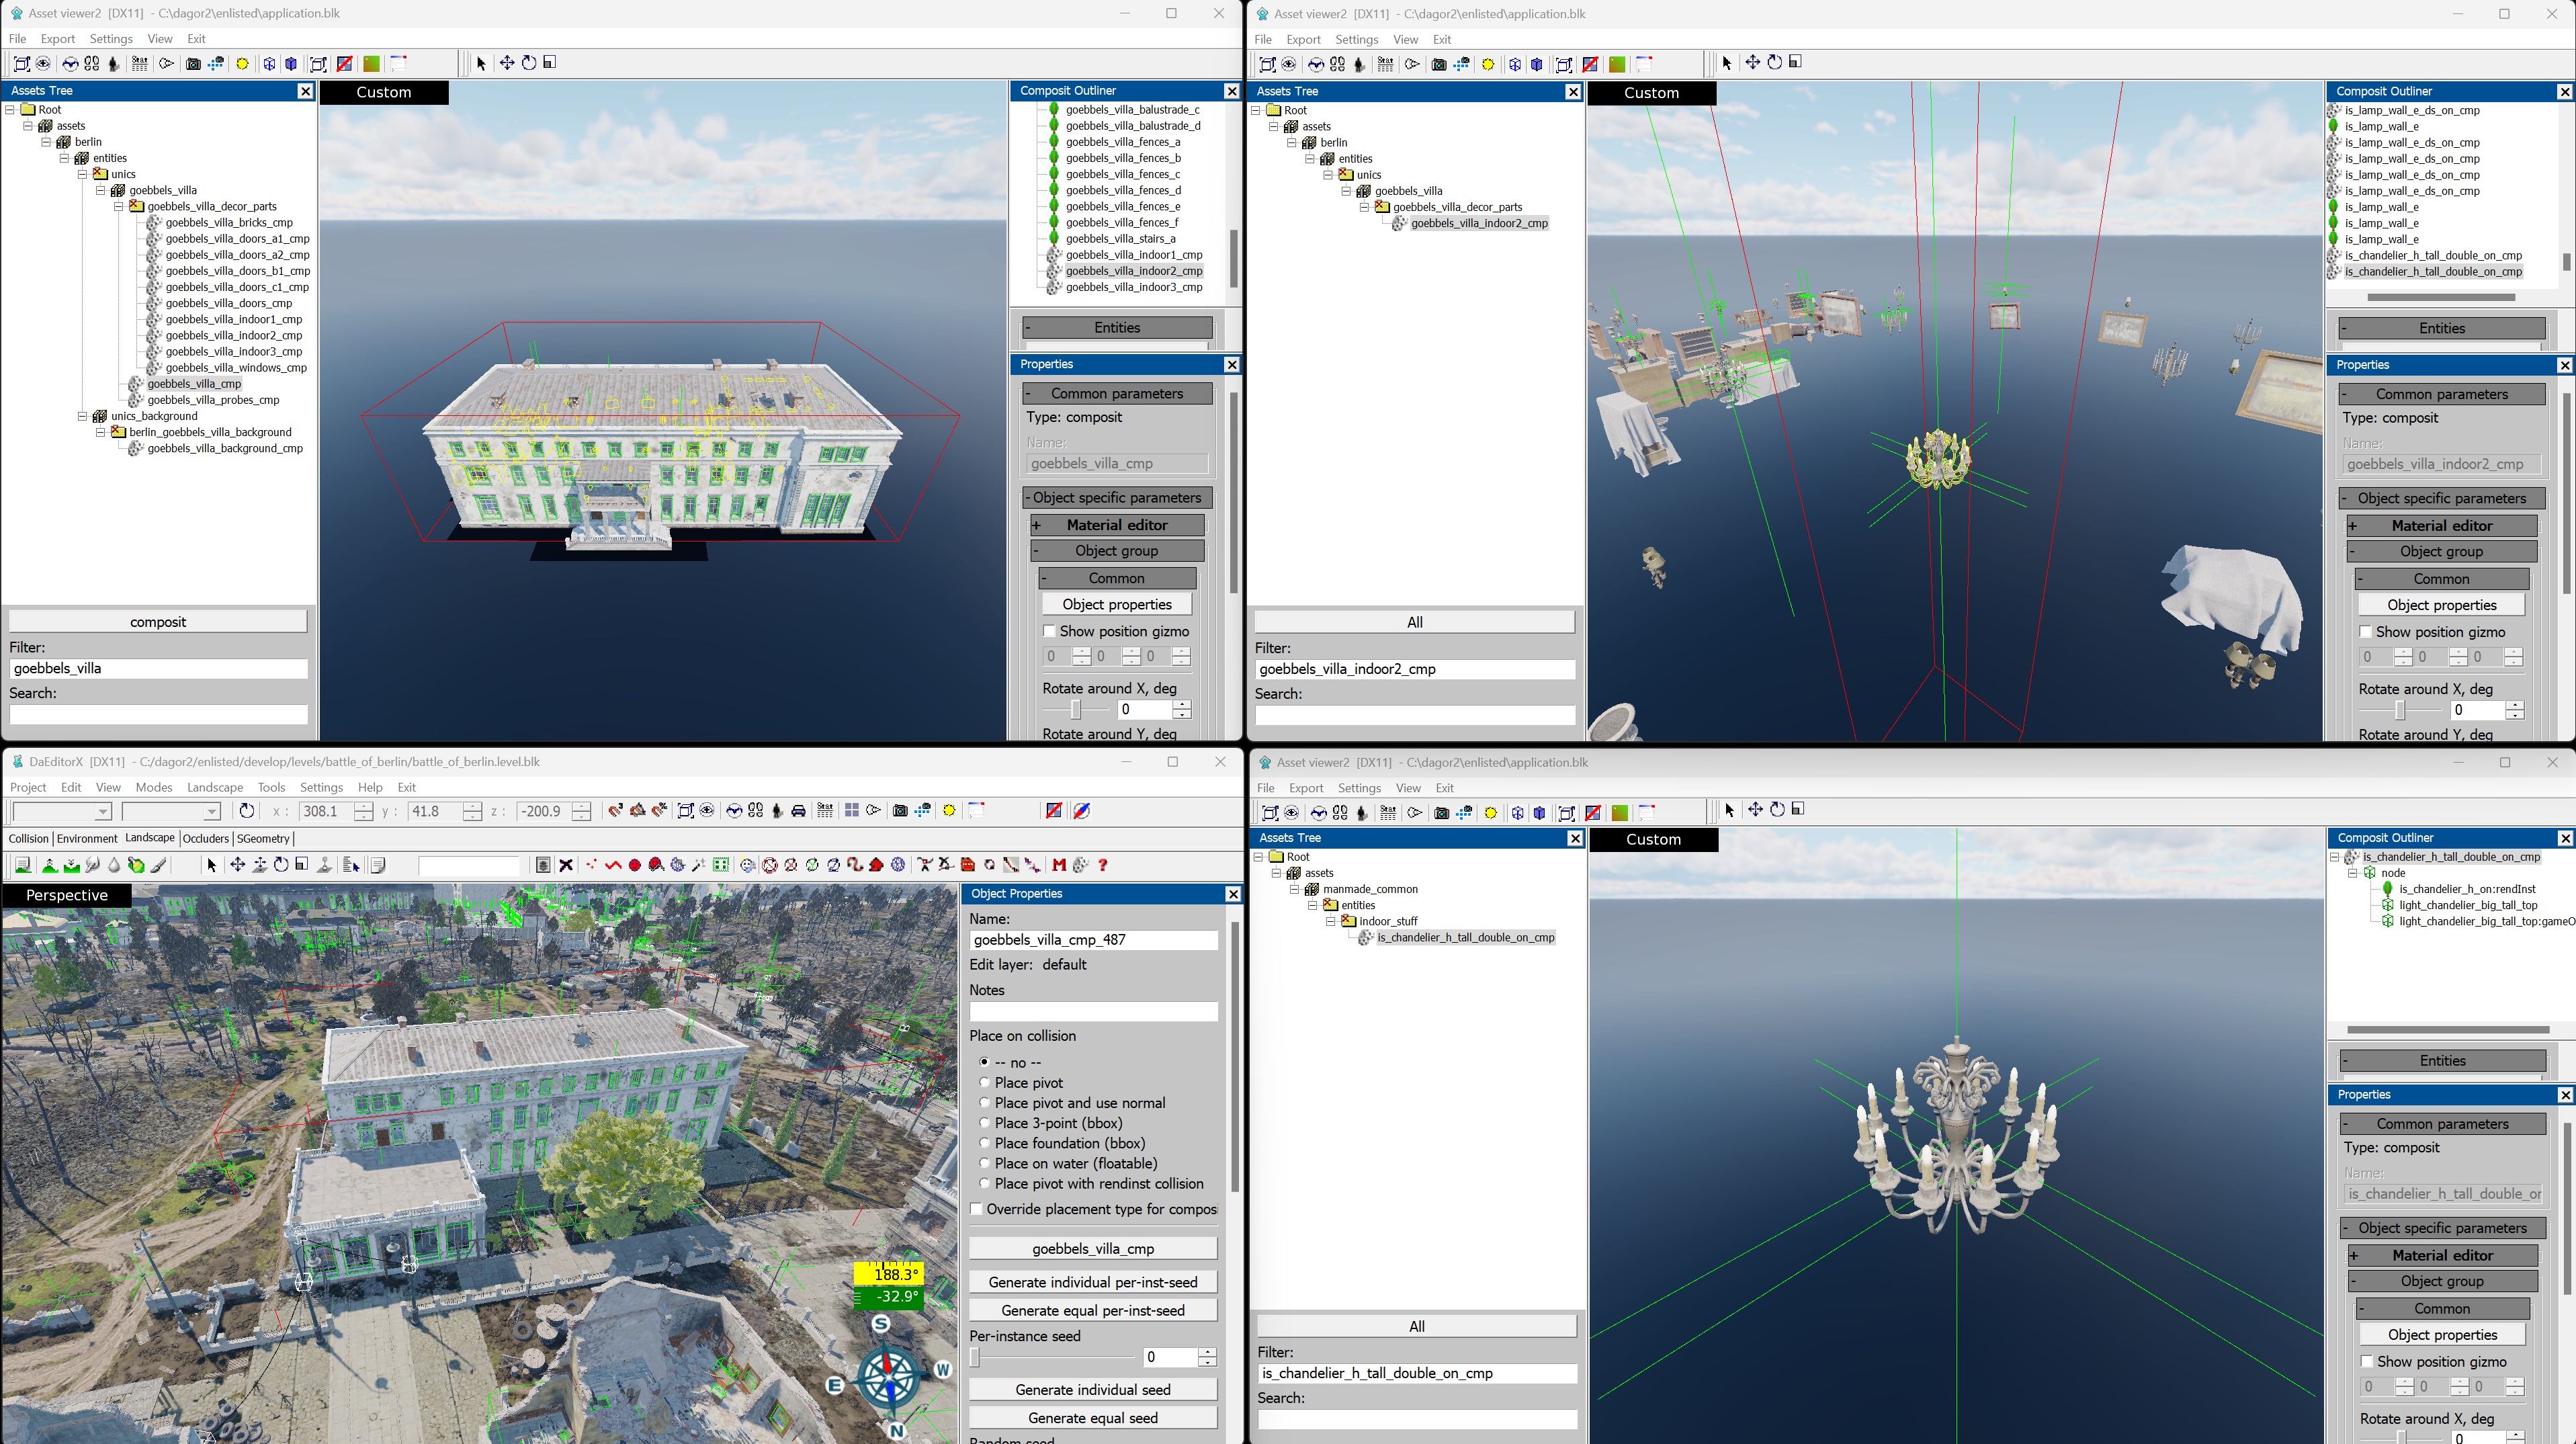 Asset viewer2 [DX11] - C:\dagor2\enlisted\application.blk
File Export Settings View Exit
Stat
Assets Tree
Root
assets
berlin
entities
unics
goebbels_villa
goebbels_villa_decor_parts
goebbels_villa_bricks_cmp
goebbels_villa_doors_a1_cmp
goebbels_villa_doors_a2_cmp
goebbels_villa_doors_b1_cmp
goebbels_villa_doors_c1_cmp
goebbels_villa_doors_cmp
goebbels_villa_indoor1_cmp
goebbels_villa_indoor2_cmp
goebbels_villa_indoor3_cmp
goebbels_villa_windows_cmp
goebbels_villa_cmp
goebbels_villa_probes_cmp
unics_background
berlin_goebbels_villa_background
goebbels_villa_background_cmp
composit
Filter:
goebbels_villa
Search:
Custom
Composit Outliner
goebbels_villa_balustrade_c
goebbels_villa_balustrade_d
goebbels_villa_fences_a
goebbels_villa_fences_b
goebbels_villa_fences_c
goebbels_villa_fences_d
goebbels_villa_fences_e
goebbels_villa_fences_f
goebbels_villa_stairs_a
goebbels_villa_indoor1_cmp
goebbels_villa_indoor2_cmp
goebbels_villa_indoor3_cmp
- Entities
Properties
- Common parameters
Type: composit
Name:
goebbels_villa_cmp
- Object specific parameters
+ Material editor
- Object group
- Common
Object properties
Show position gizmo
0 0 0
Rotate around X, deg
0
Rotate around Y, deg
Asset viewer2 [DX11] - C:\dagor2\enlisted\application.blk
File Export Settings View Exit
Stat
Assets Tree
Root
assets
berlin
entities
unics
goebbels_villa
goebbels_villa_decor_parts
goebbels_villa_indoor2_cmp
All
Filter:
goebbels_villa_indoor2_cmp
Search:
Custom
Composit Outliner
is_lamp_wall_e_ds_on_cmp
is_lamp_wall_e
is_lamp_wall_e_ds_on_cmp
is_lamp_wall_e_ds_on_cmp
is_lamp_wall_e_ds_on_cmp
is_lamp_wall_e_ds_on_cmp
is_lamp_wall_e
is_lamp_wall_e
is_lamp_wall_e
is_chandelier_h_tall_double_on_cmp
is_chandelier_h_tall_double_on_cmp
- Entities
Properties
- Common parameters
Type: composit
Name:
goebbels_villa_indoor2_cmp
- Object specific parameters
+ Material editor
- Object group
- Common
Object properties
Show position gizmo
0 0 0
Rotate around X, deg
0
Rotate around Y, deg
DaEditorX [DX11] - C:/dagor2/enlisted/develop/levels/battle_of_berlin/battle_of_berlin.level.blk
Project Edit View Modes Landscape Tools Settings Help Exit
x : 308.1 y : 41.8 z : -200.9
Stat
Collision Environment Landscape Occluders SGeometry
M ?
Perspective
188.3°
-32.9°
S
E W
N
Object Properties
Name:
goebbels_villa_cmp_487
Edit layer: default
Notes
Place on collision
-- no --
Place pivot
Place pivot and use normal
Place 3-point (bbox)
Place foundation (bbox)
Place on water (floatable)
Place pivot with rendinst collision
Override placement type for composi
goebbels_villa_cmp
Generate individual per-inst-seed
Generate equal per-inst-seed
Per-instance seed
0
Generate individual seed
Generate equal seed
Random seed
Asset viewer2 [DX11] - C:\dagor2\enlisted\application.blk
File Export Settings View Exit
Stat
Assets Tree
Root
assets
manmade_common
entities
indoor_stuff
is_chandelier_h_tall_double_on_cmp
All
Filter:
is_chandelier_h_tall_double_on_cmp
Search:
Custom
Composit Outliner
is_chandelier_h_tall_double_on_cmp
node
is_chandelier_h_on:rendInst
light_chandelier_big_tall_top
light_chandelier_big_tall_top:gameO
- Entities
Properties
- Common parameters
Type: composit
Name:
is_chandelier_h_tall_double_or
- Object specific parameters
+ Material editor
- Object group
- Common
Object properties
Show position gizmo
0 0 0
Rotate around X, deg
0